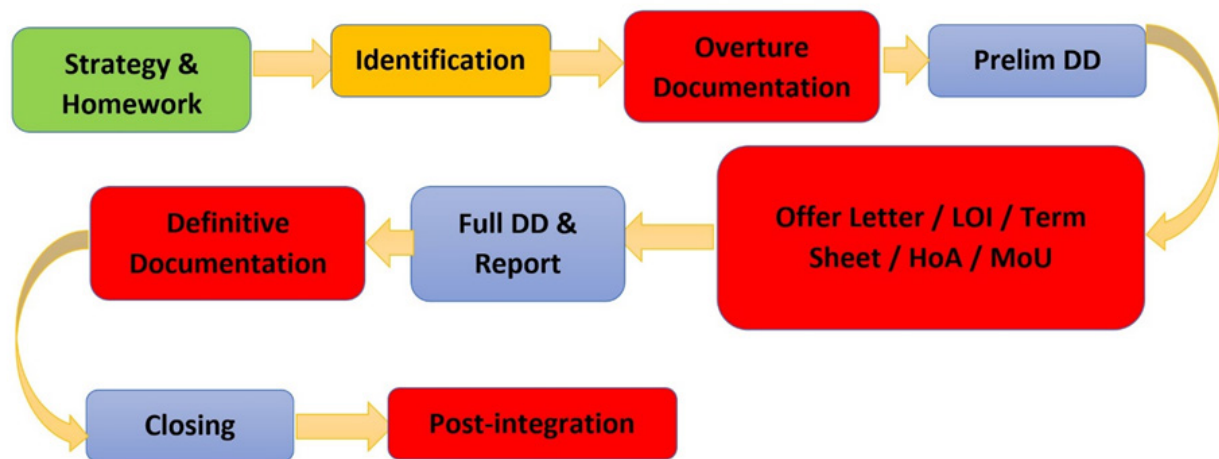 Strategy &
Homework
Identification
Overture
Documentation
Prelim DD
Offer Letter / LOI / Term
Sheet / HoA / MoU
Full DD &
Report
Definitive
Documentation
Closing
Post-integration